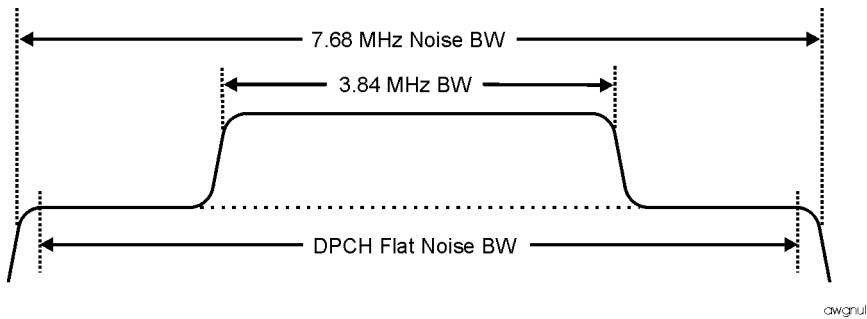 7.68 MHz Noise BW
3.84 MHz BW
DPCH Flat Noise BW
awgnul